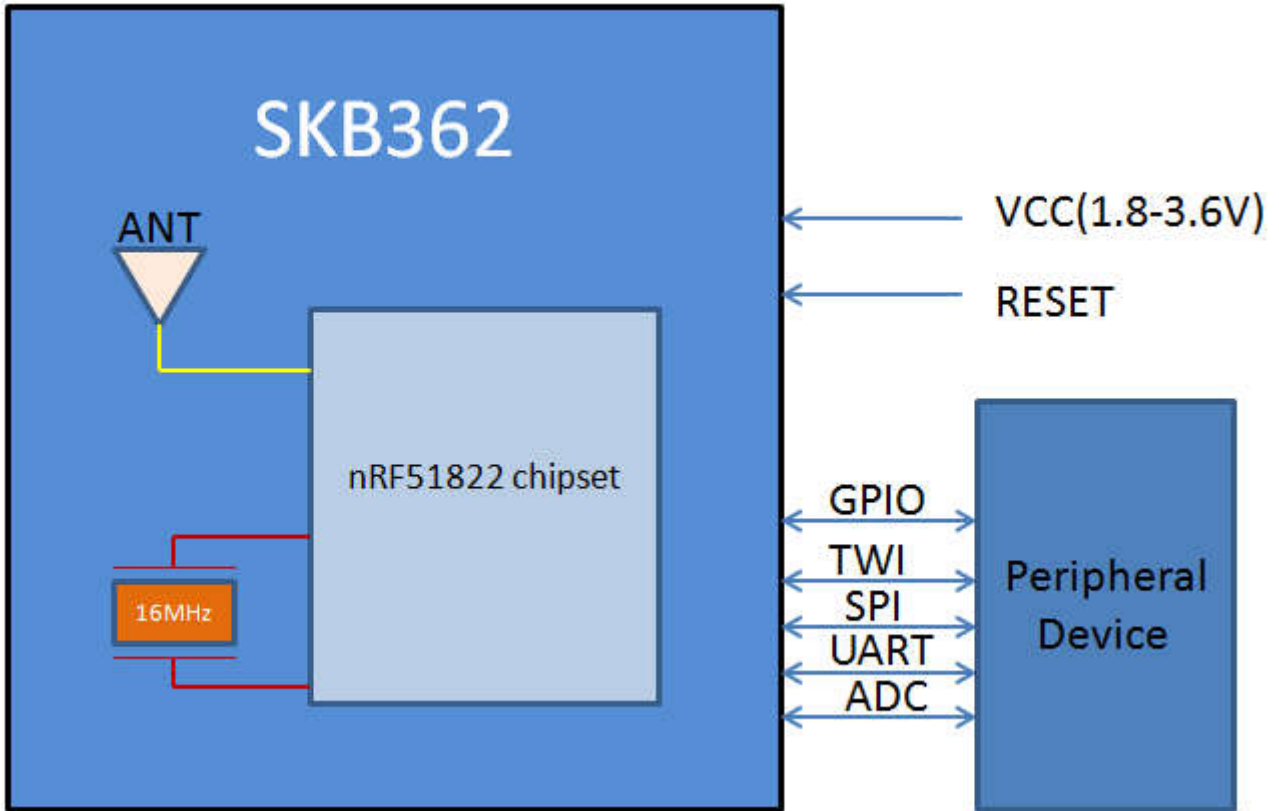 SKB362
ANT
VCC(1.8-3.6V)
RESET
nRF51822 chipset
16MHz
GPIO
TWI
SPI
UART
ADC
Peripheral
Device